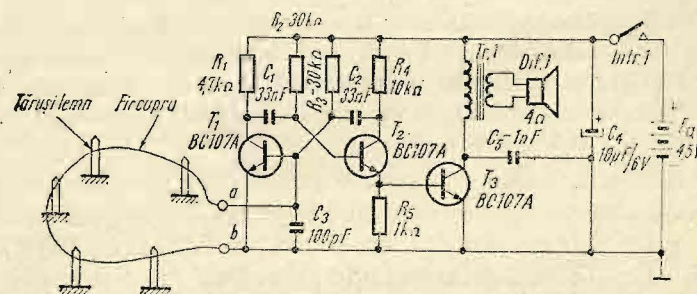 R2-30kΩ
R1
4,7kΩ
C1
33nF
R3-30kΩ
C2
33nF
R4
10kΩ
Tr.1
Dif.1
4Ω
Intr.1
Țăruși lemn
Fir cupru
T1
BC107A
T2
BC107A
C5-1nF
C4
10μF/6V
Ea
4,5V
T3
BC107A
a
b
C3
100pF
R5
1kΩ